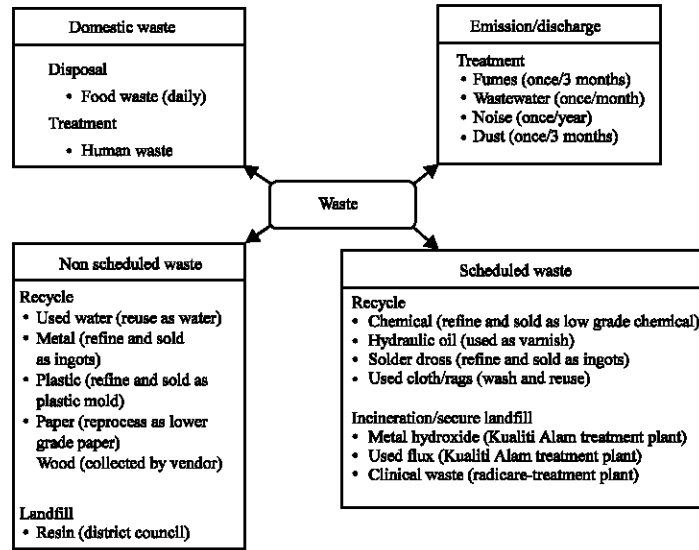 Domestic waste
Disposal
• Food waste (daily)
Treatment
• Human waste
Emission/discharge
Treatment
• Fumes (once/3 months)
• Wastewater (once/month)
• Noise (once/year)
• Dust (once/3 months)
Waste
Non scheduled waste
Recycle
• Used water (reuse as water)
• Metal (refine and sold
as ingots)
• Plastic (refine and sold as
plastic mold)
• Paper (reprocess as lower
grade paper)
Wood (collected by vendor)
Landfill
• Resin (district council)
Scheduled waste
Recycle
• Chemical (refine and sold as low grade chemical)
• Hydraulic oil (used as varnish)
• Solder dross (refine and sold as ingots)
• Used cloth/rags (wash and reuse)
Incineration/secure landfill
• Metal hydroxide (Kualiti Alam treatment plant)
• Used flux (Kualiti Alam treatment plant)
• Clinical waste (radicare-treatment plant)